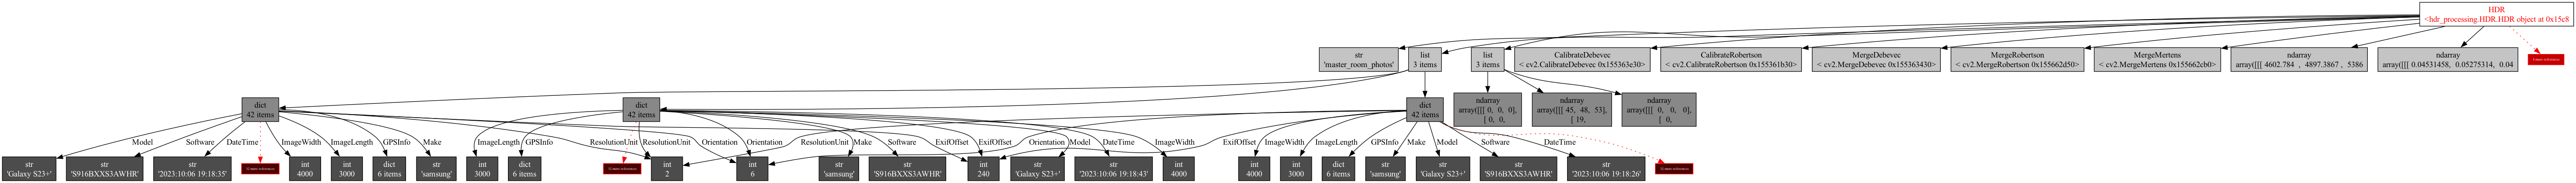 HDR
<hdr_processing.HDR.HDR object at 0x15c8
str
'master_room_photos'
list
3 items
list
3 items
CalibrateDebevec
< cv2.CalibrateDebevec 0x155363e30>
CalibrateRobertson
< cv2.CalibrateRobertson 0x155361b30>
MergeDebevec
< cv2.MergeDebevec 0x155363430>
MergeRobertson
< cv2.MergeRobertson 0x155662d50>
MergeMertens
< cv2.MergeMertens 0x155662cb0>
ndarray
array([[[ 4602.784 , 4897.3867 , 5386
ndarray
array([[[ 0.04531458, 0.05275314, 0.04
dict
42 items
dict
42 items
dict
42 items
ndarray
array([[[ 0, 0, 0],
[ 0, 0,
ndarray
array([[[ 45, 48, 53],
[ 19,
ndarray
array([[[ 0, 0, 0],
[ 0,
Model
Software
DateTime
ImageWidth
ImageLength
GPSInfo
Make
ImageLength
GPSInfo
ResolutionUnit
ResolutionUnit
Orientation
Orientation
ResolutionUnit
Make
Software
ExifOffset
ExifOffset
Orientation
Model
DateTime
ImageWidth
ExifOffset
ImageWidth
ImageLength
GPSInfo
Make
Model
Software
DateTime
str
'Galaxy S23+'
str
'S916BXXS3AWHR'
str
'2023:10:06 19:18:35'
int
4000
int
3000
dict
6 items
str
'samsung'
int
3000
dict
6 items
int
2
int
6
str
'samsung'
str
'S916BXXS3AWHR'
int
240
str
'Galaxy S23+'
str
'2023:10:06 19:18:43'
int
4000
int
4000
int
3000
dict
6 items
str
'samsung'
str
'Galaxy S23+'
str
'S916BXXS3AWHR'
str
'2023:10:06 19:18:26'